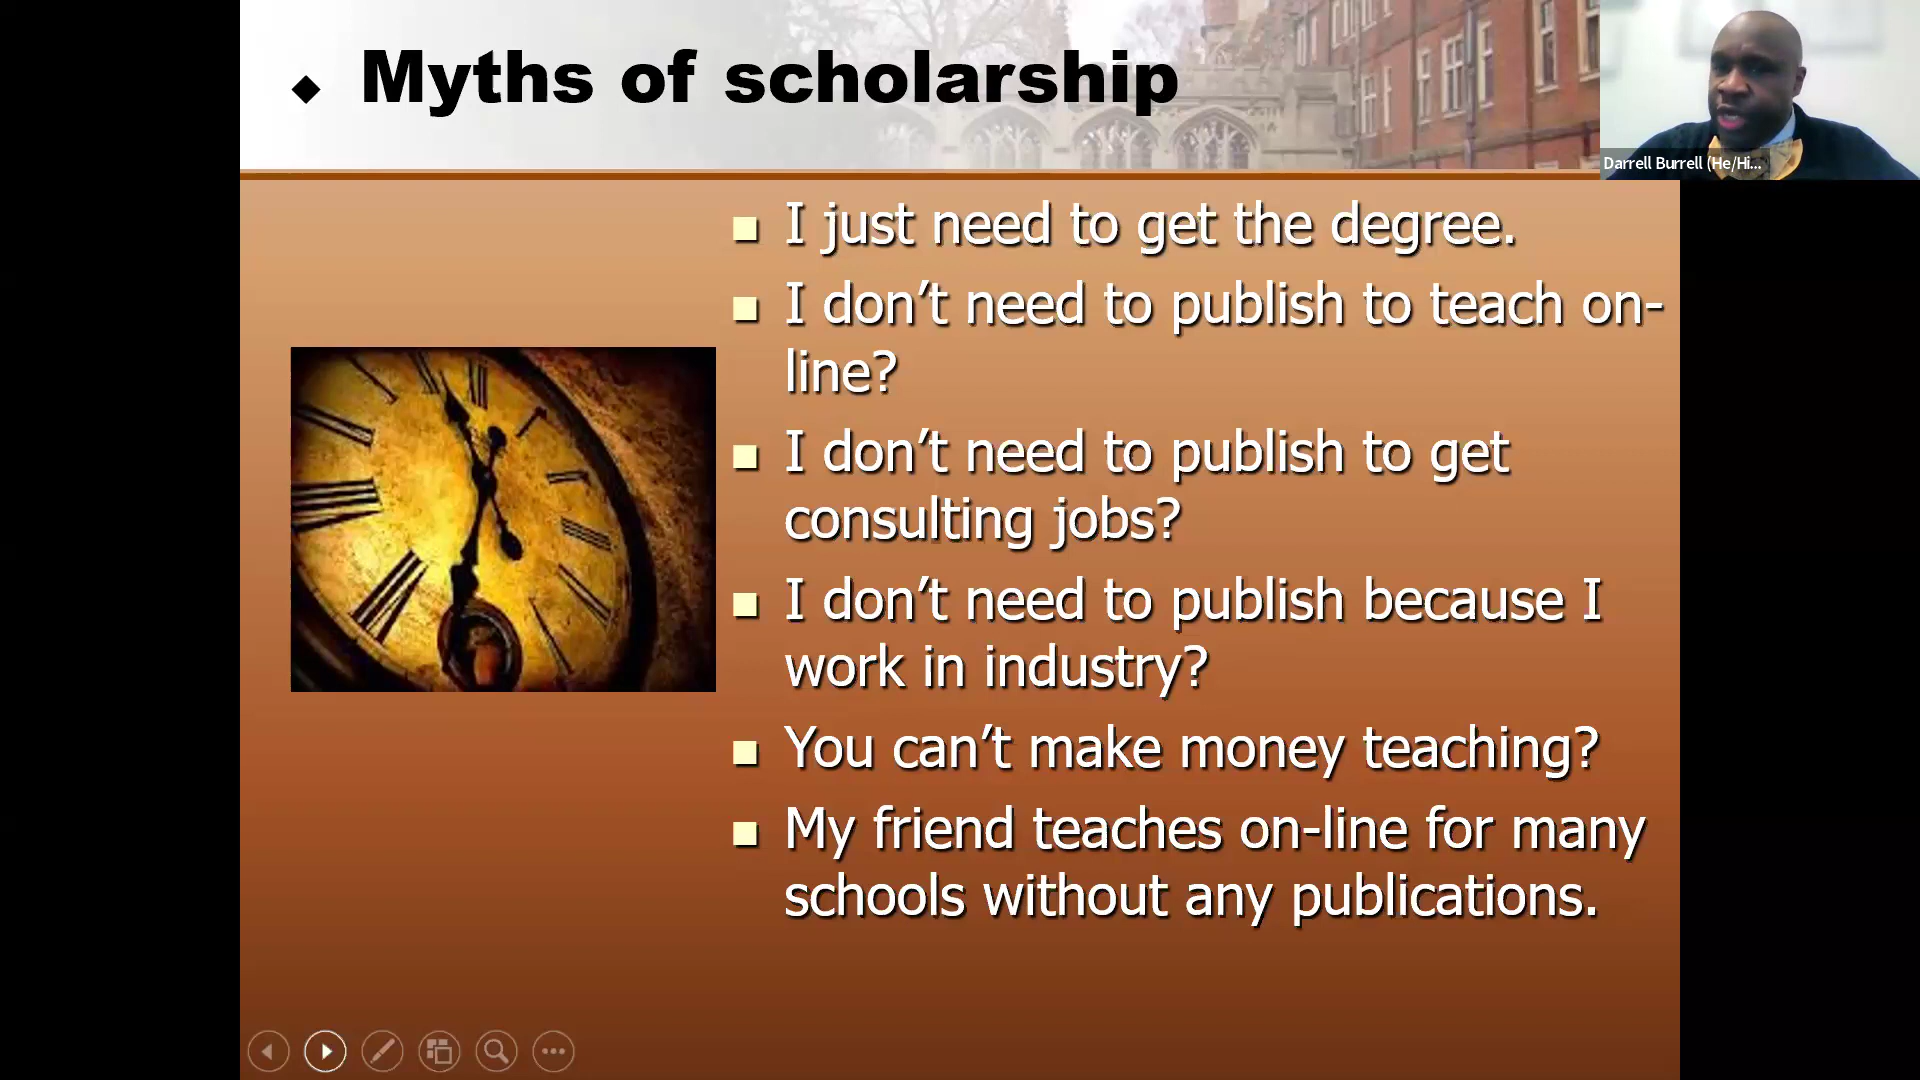 Myths of scholarship
Darrell Burrell (He/Hi...
I just need to get the degree.
I don’t need to publish to teach on-
line?
I don’t need to publish to get
consulting jobs?
I don’t need to publish because I
work in industry?
You can’t make money teaching?
My friend teaches on-line for many
schools without any publications.